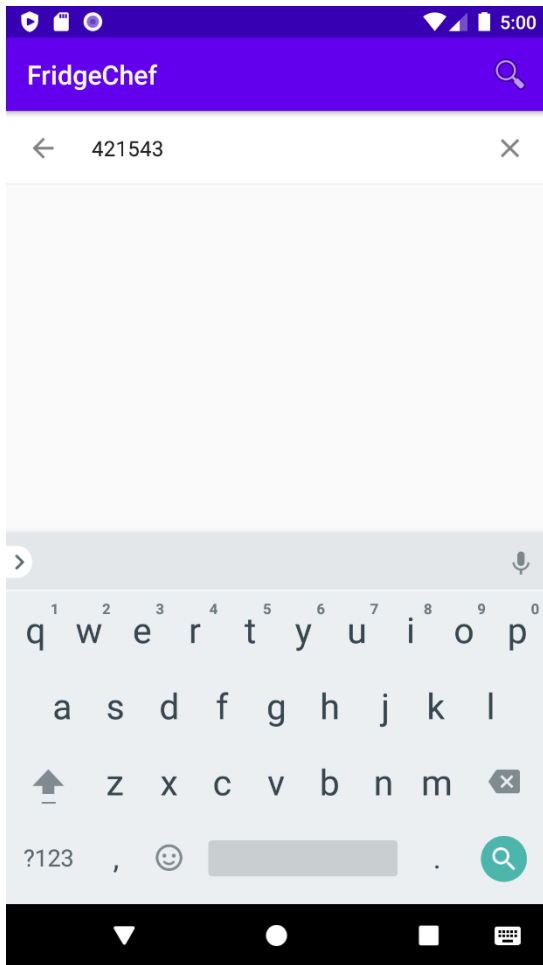 5:00
FridgeChef
421543
1 2 3 4 5 6 7 8 9 0
q w e r t y u i o p
a s d f g h j k l
z x c v b n m
?123 , .